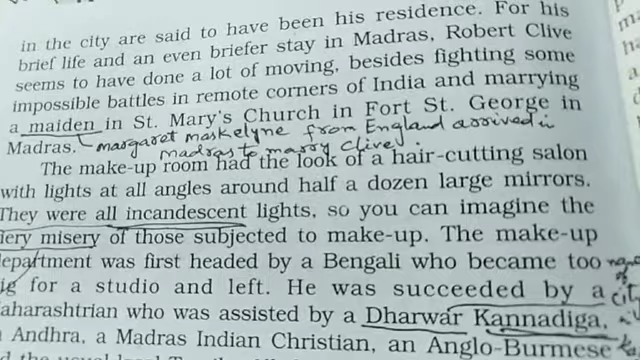 in the city are said to have been his residence. For his
brief life and an even briefer stay in Madras, Robert Clive
seems to have done a lot of moving, besides fighting some
impossible battles in remote corners of India and marrying
a maiden in St. Mary's Church in Fort St. George in
Madras. margaret maskelyne from England arrived in
madras to marry Clive.
The make-up room had the look of a hair-cutting salon
with lights at all angles around half a dozen large mirrors.
They were all incandescent lights, so you can imagine the
iery misery of those subjected to make-up. The make-up
epartment was first headed by a Bengali who became too
ig for a studio and left. He was succeeded by a
aharashtrian who was assisted by a Dharwar Kannadiga,
Andhra, a Madras Indian Christian, an Anglo-Burmese